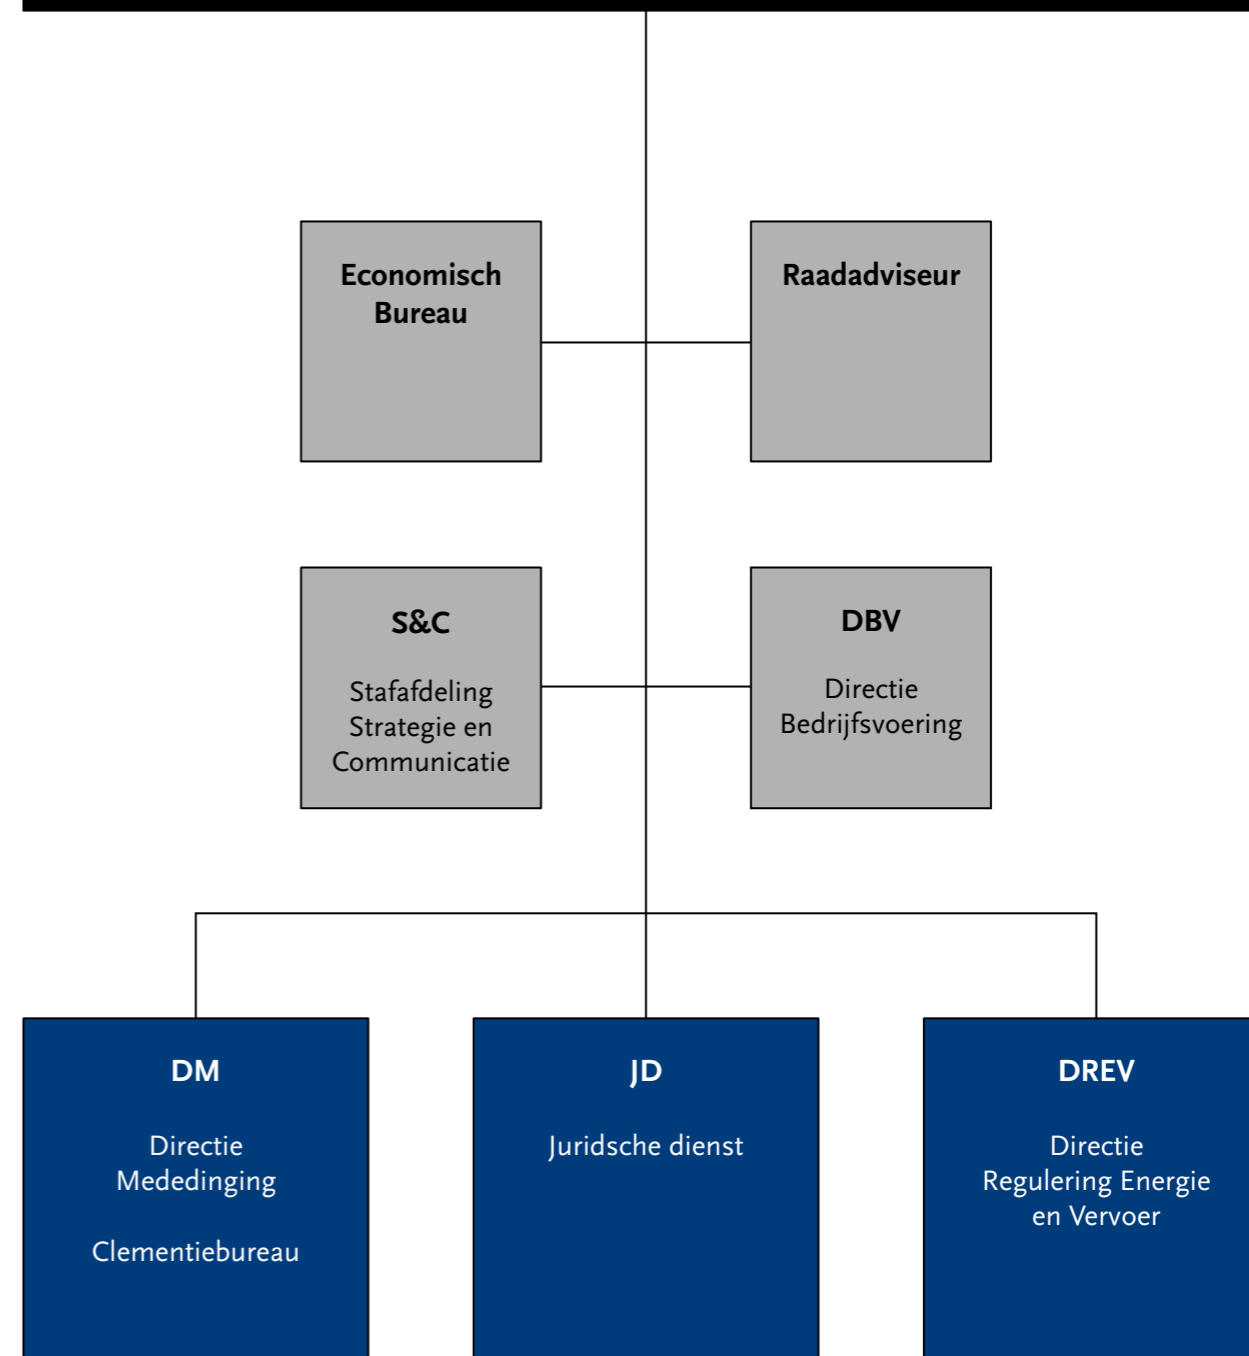 Economisch
Bureau
Raadadviseur
S&C
Stafafdeling
Strategie en
Communicatie
DBV
Directie
Bedrijfsvoering
DM
Directie
Mededinging
Clementiebureau
JD
Juridsche dienst
DREV
Directie
Regulering Energie
en Vervoer